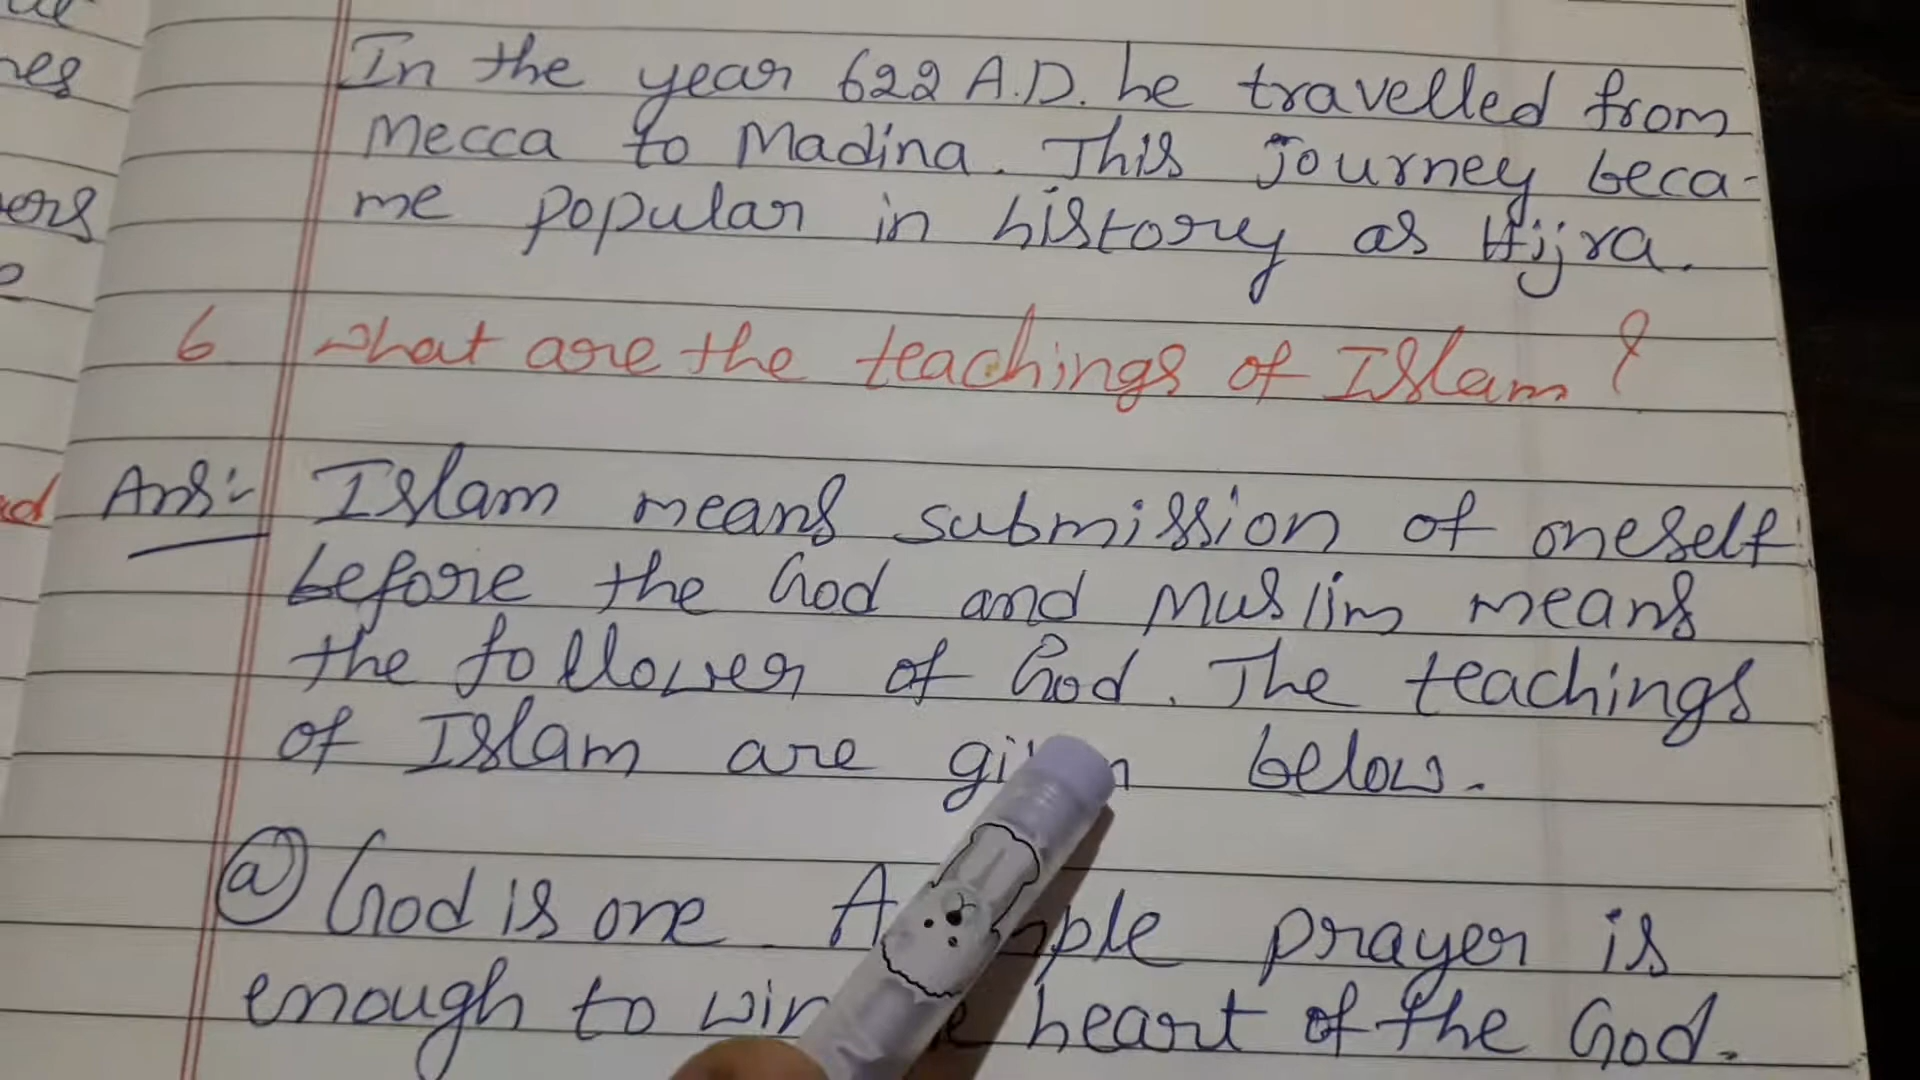 In the year 622 A.D. he travelled from
Mecca to Madina. This journey beca-
me popular in history as Hijra.
6 What are the teachings of Islam?
Ans:- Islam means submission of oneself
before the God and Muslim means
the follower of God. The teachings
of Islam are given below.
(a) God is one. A prayer is
enough to win heart of the God.